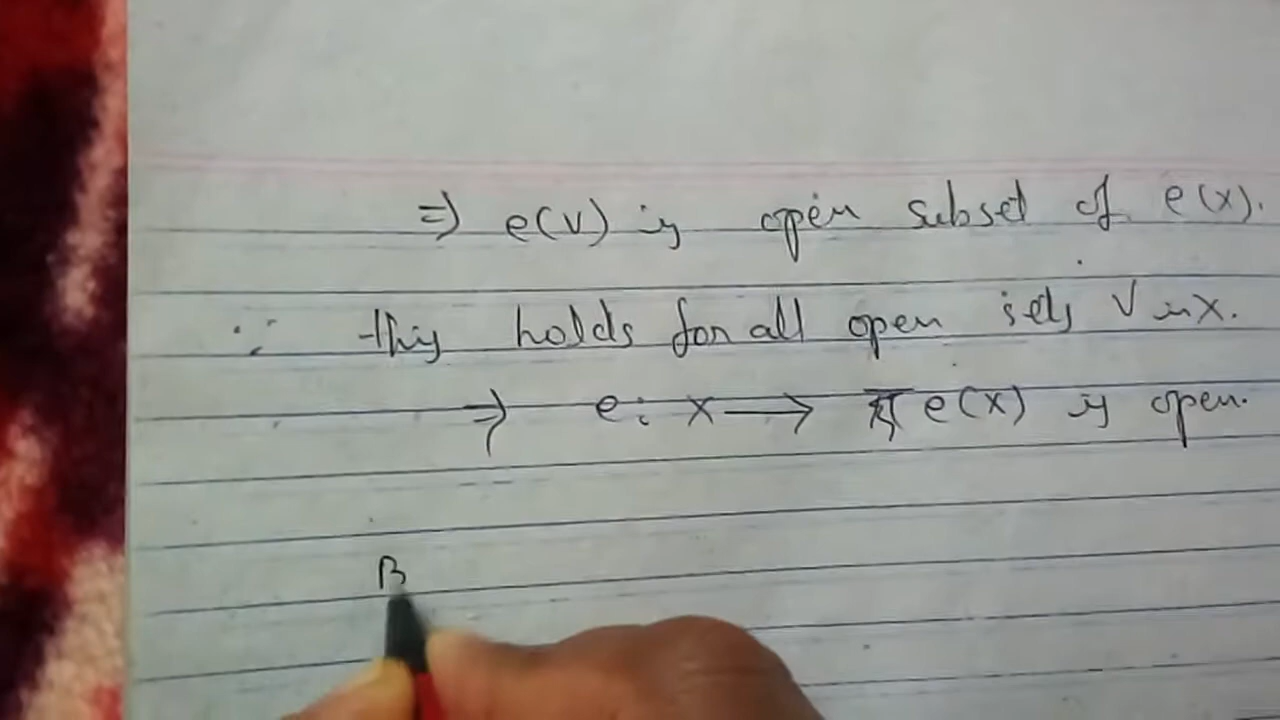 ⇒ e(V) is open subset of e(X).
∵ this holds for all open sets V in X.
⇒ e: X → e(X) is open.
B